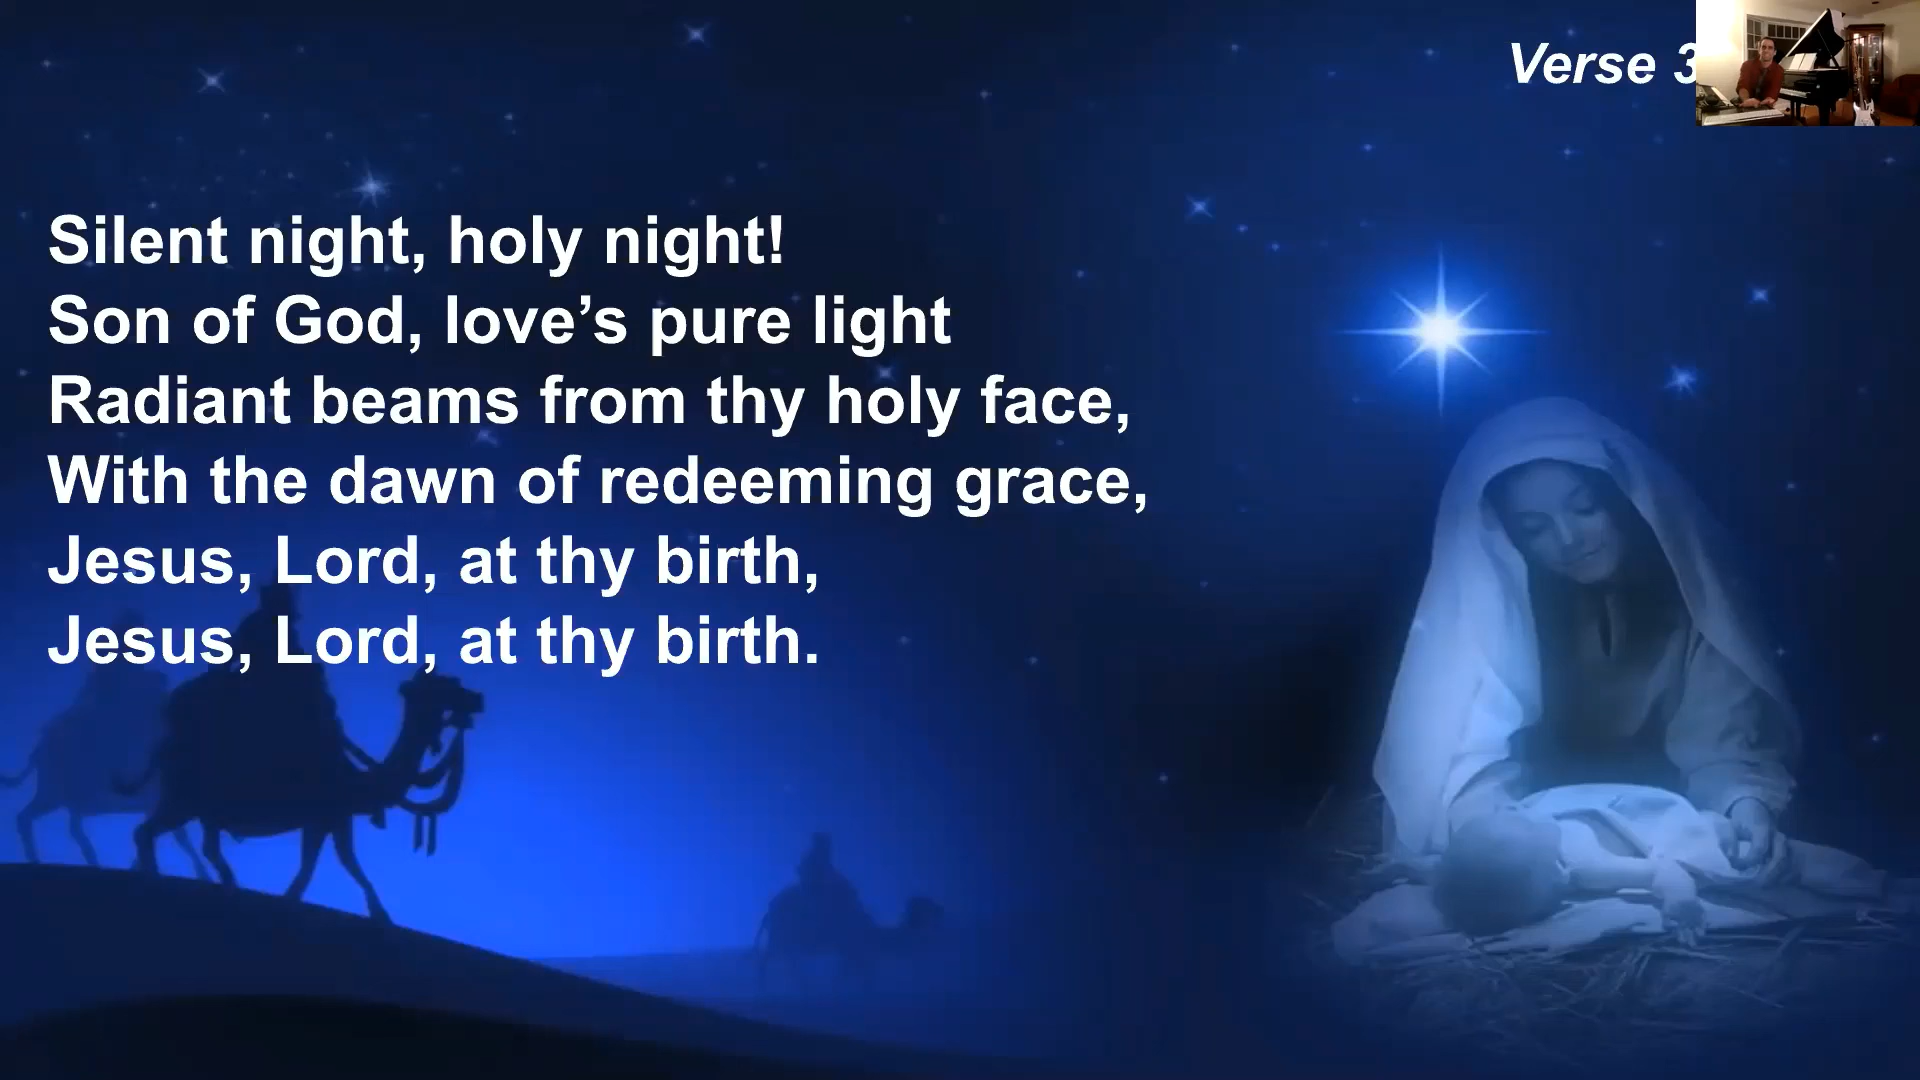 Verse 3
Silent night, holy night!
Son of God, love’s pure light
Radiant beams from thy holy face,
With the dawn of redeeming grace,
Jesus, Lord, at thy birth,
Jesus, Lord, at thy birth.